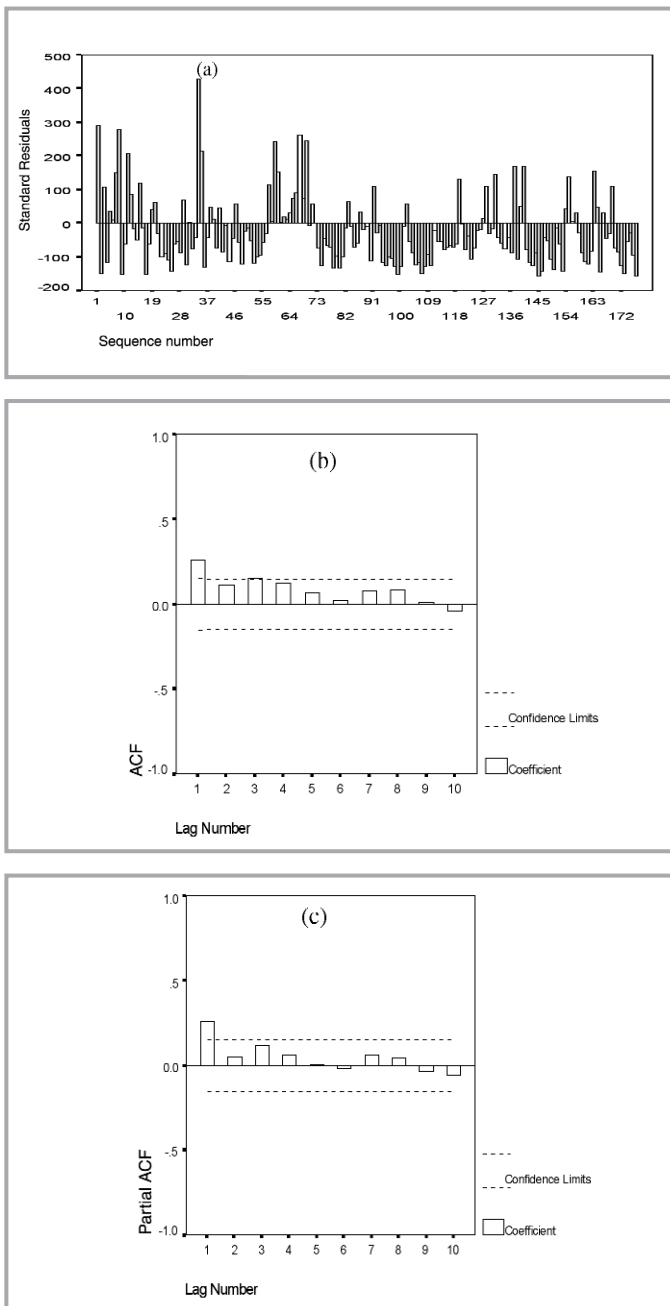 (a)
Standard Residuals
500
400
300
200
100
0
-100
-200
1 19 37 55 73 91 109 127 145 163
10 28 46 64 82 100 118 136 154 172
Sequence number
(b)
ACF
1.0
.5
0.0
-.5
-1.0
1 2 3 4 5 6 7 8 9 10
Lag Number
Confidence Limits
Coefficient
(c)
Partial ACF
1.0
.5
0.0
-.5
-1.0
1 2 3 4 5 6 7 8 9 10
Lag Number
Confidence Limits
Coefficient